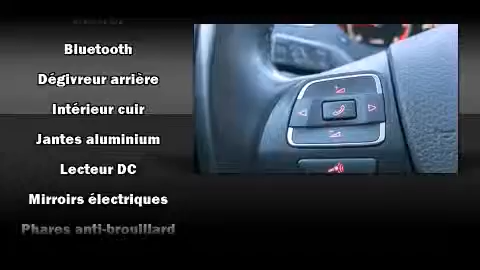 Bluetooth
Dégivreur arrière
Intérieur cuir
Jantes aluminium
Lecteur DC
Mirroirs électriques
Phares anti-brouillard